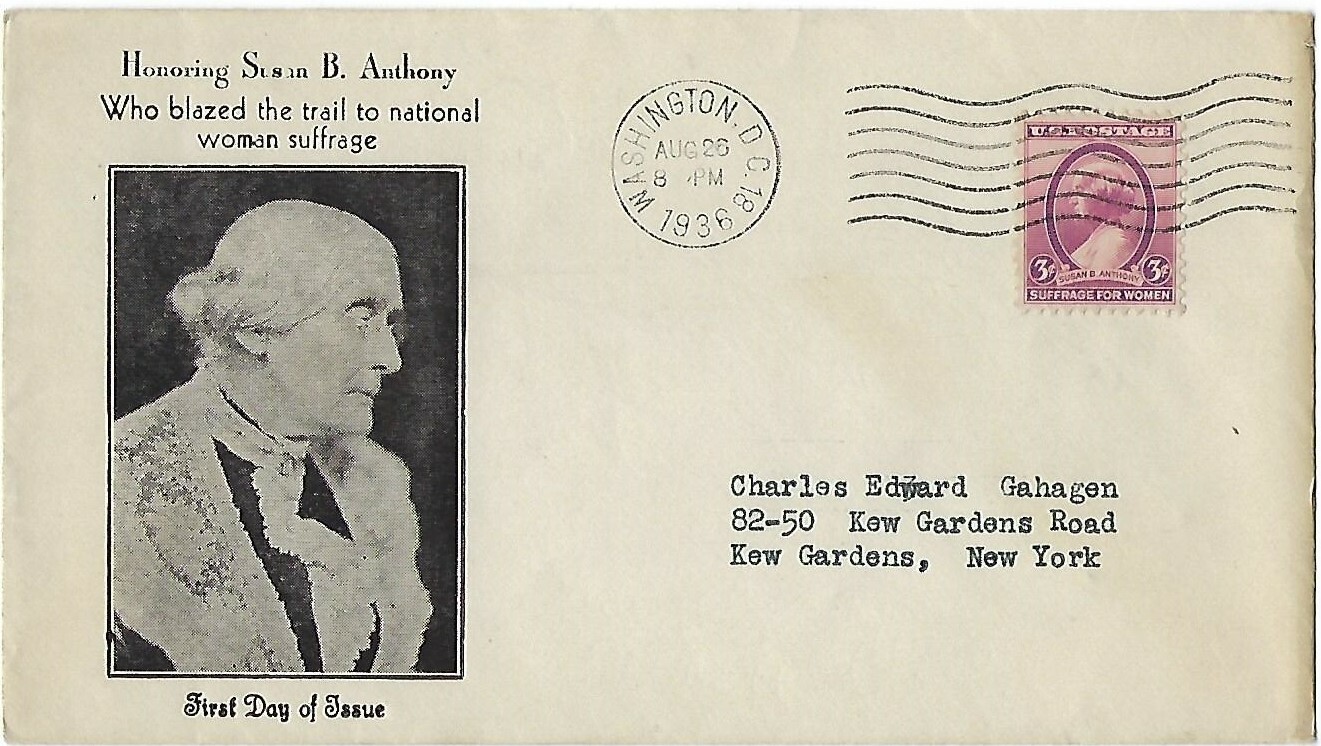 Honoring Susan B. Anthony
Who blazed the trail to national
woman suffrage
First Day of Issue
WASHINGTON, D.C. 18
AUG 26
8 PM
1936
U.S. POSTAGE
3¢ SUSAN B. ANTHONY 3¢
SUFFRAGE FOR WOMEN
Charles Edward Gahagen
82-50 Kew Gardens Road
Kew Gardens, New York